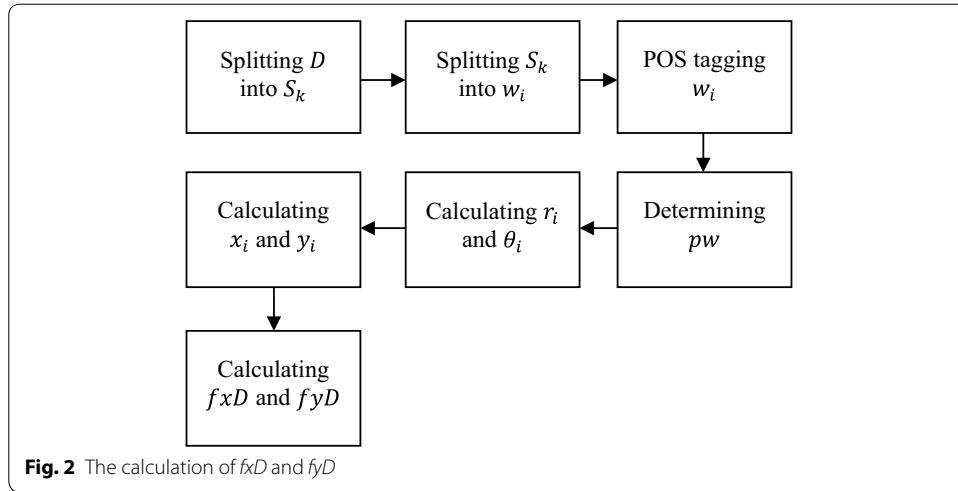 Splitting D
into Sₖ
Splitting Sₖ
into wᵢ
POS tagging
wᵢ
Determining
pw
Calculating rᵢ
and θᵢ
Calculating
xᵢ and yᵢ
Calculating
fxD and fyD
Fig. 2 The calculation of fxD and fyD